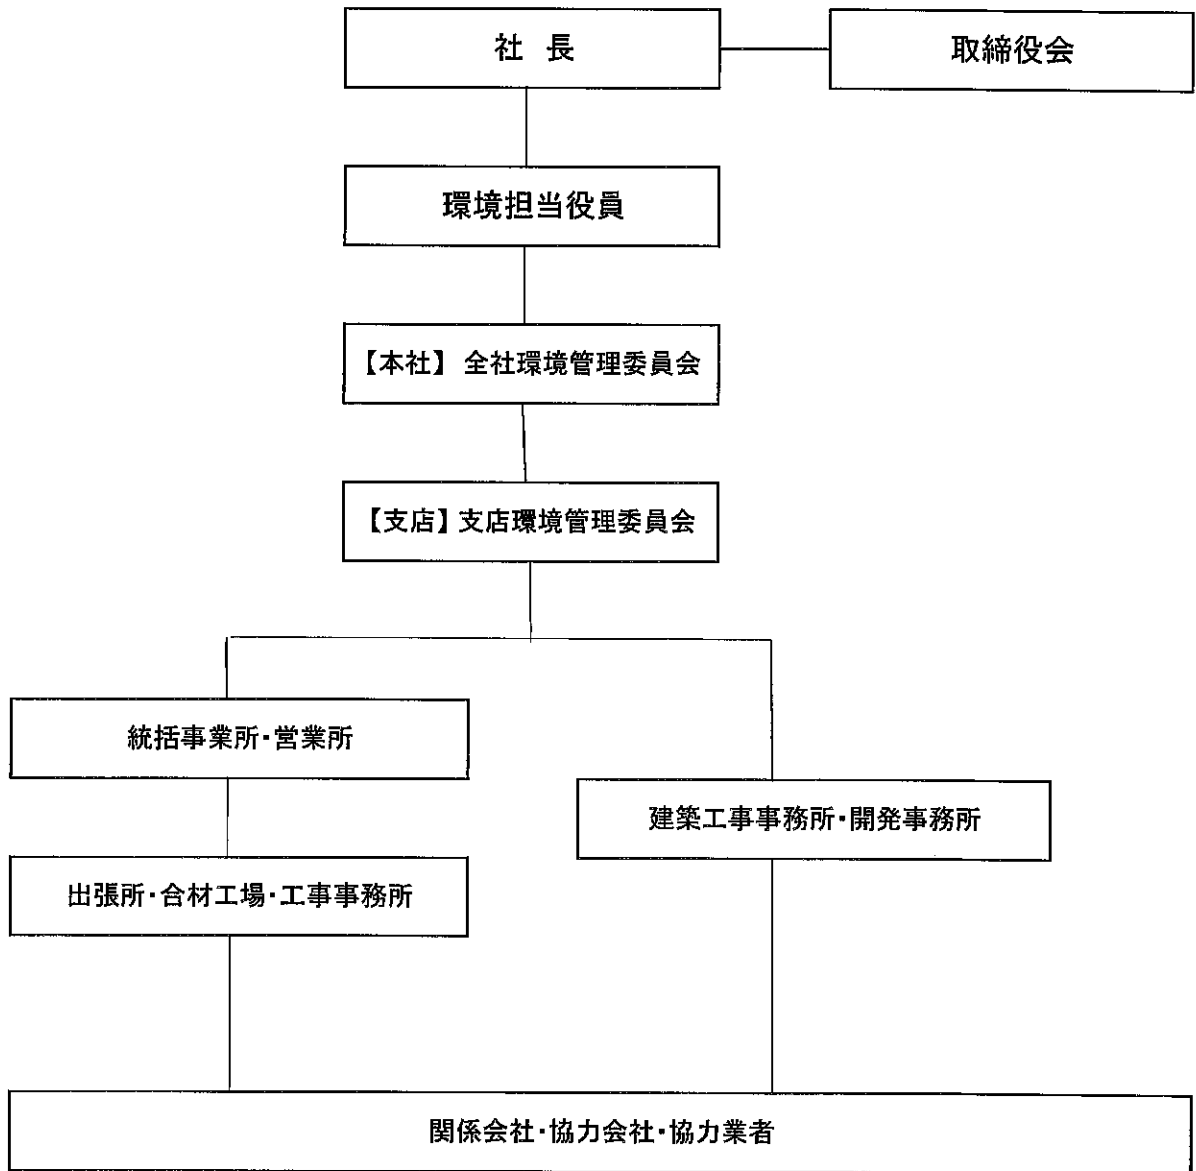 社 長
取締役会
環境担当役員
【本社】 全社環境管理委員会
【支店】支店環境管理委員会
統括事業所・営業所
建築工事事務所・開発事務所
出張所・合材工場・工事事務所
関係会社・協力会社・協力業者